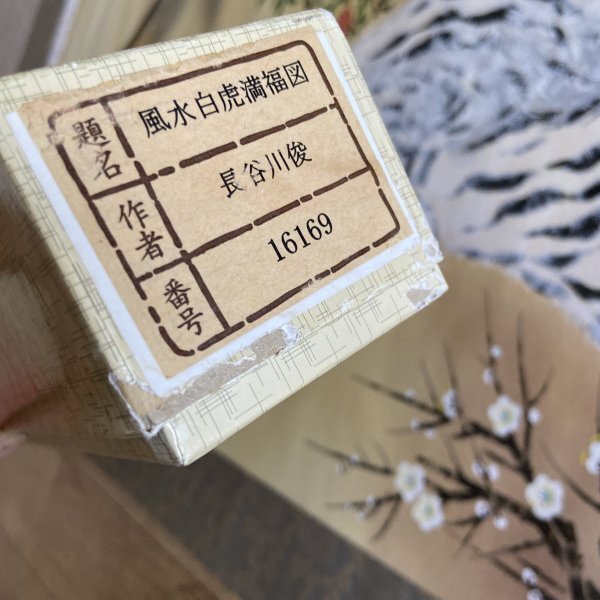 題名 風水白虎満福図
作者 長谷川俊
番号 16169